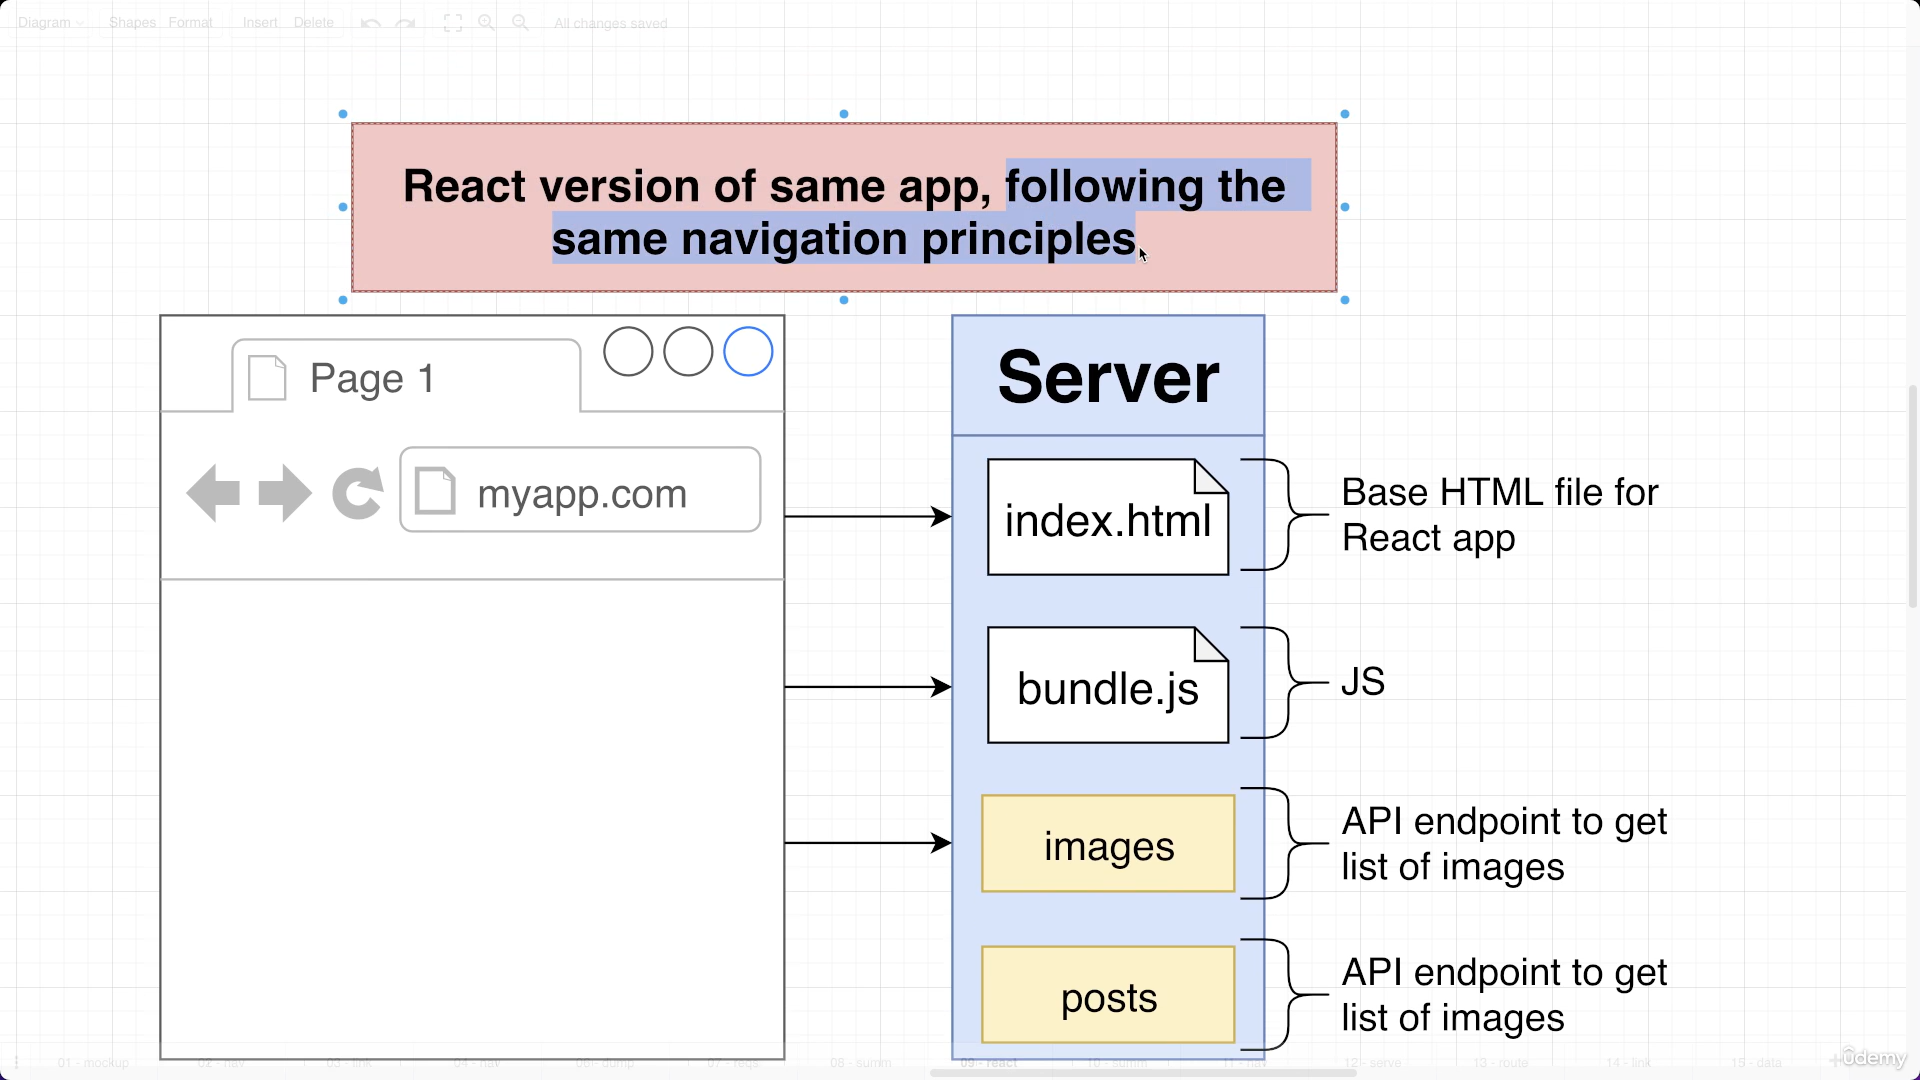 Diagram Shapes Format Insert Delete All changes saved
React version of same app, following the
same navigation principles
Page 1
myapp.com
Server
index.html
Base HTML file for
React app
bundle.js
JS
images
API endpoint to get
list of images
posts
API endpoint to get
list of images
01 - mockup 02 - nav 03 - link 04 - nav 06 - dump 07 - reqs 08 - summ 09 - react 10 - summ 11 - nav 12 - serve 13 - route 14 - link 15 - data
ûdemy